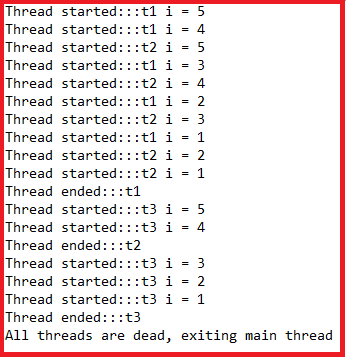 Thread started:::t1 i = 5
Thread started:::t1 i = 4
Thread started:::t2 i = 5
Thread started:::t1 i = 3
Thread started:::t2 i = 4
Thread started:::t1 i = 2
Thread started:::t2 i = 3
Thread started:::t1 i = 1
Thread started:::t2 i = 2
Thread started:::t2 i = 1
Thread ended:::t1
Thread started:::t3 i = 5
Thread started:::t3 i = 4
Thread ended:::t2
Thread started:::t3 i = 3
Thread started:::t3 i = 2
Thread started:::t3 i = 1
Thread ended:::t3
All threads are dead, exiting main thread